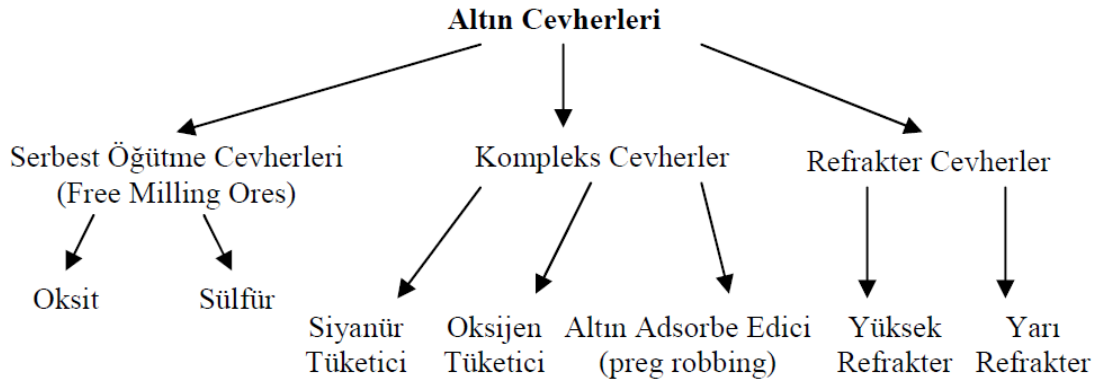 Altın Cevherleri
Serbest Öğütme Cevherleri
(Free Milling Ores)
Kompleks Cevherler
Refrakter Cevherler
Oksit
Sülfür
Siyanür
Tüketici
Oksijen
Tüketici
Altın Adsorbe Edici
(preg robbing)
Yüksek
Refrakter
Yarı
Refrakter